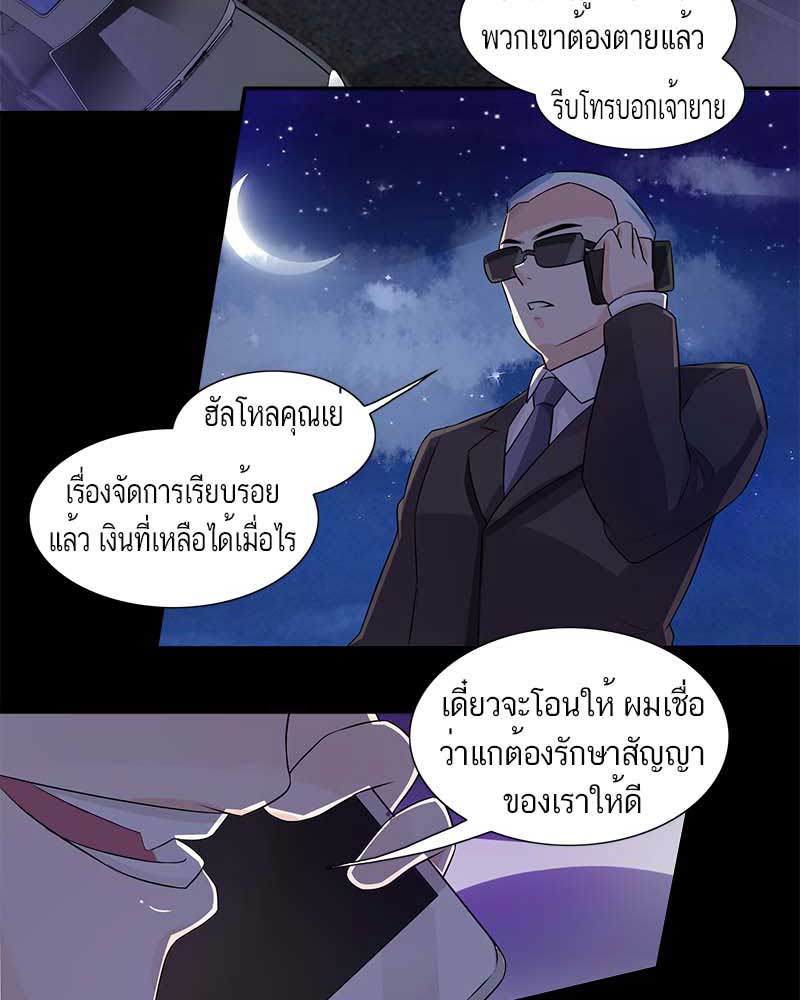 พวกเขาต้องตายแล้ว
รีบโทรบอกเจ้านาย
ฮัลโหลคุณเย่
เรื่องจัดการเรียบร้อย
แล้ว เงินที่เหลือได้เมื่อไร
เดี๋ยวจะโอนให้ ผมเชื่อ
ว่าแกต้องรักษาสัญญา
ของเราให้ดี